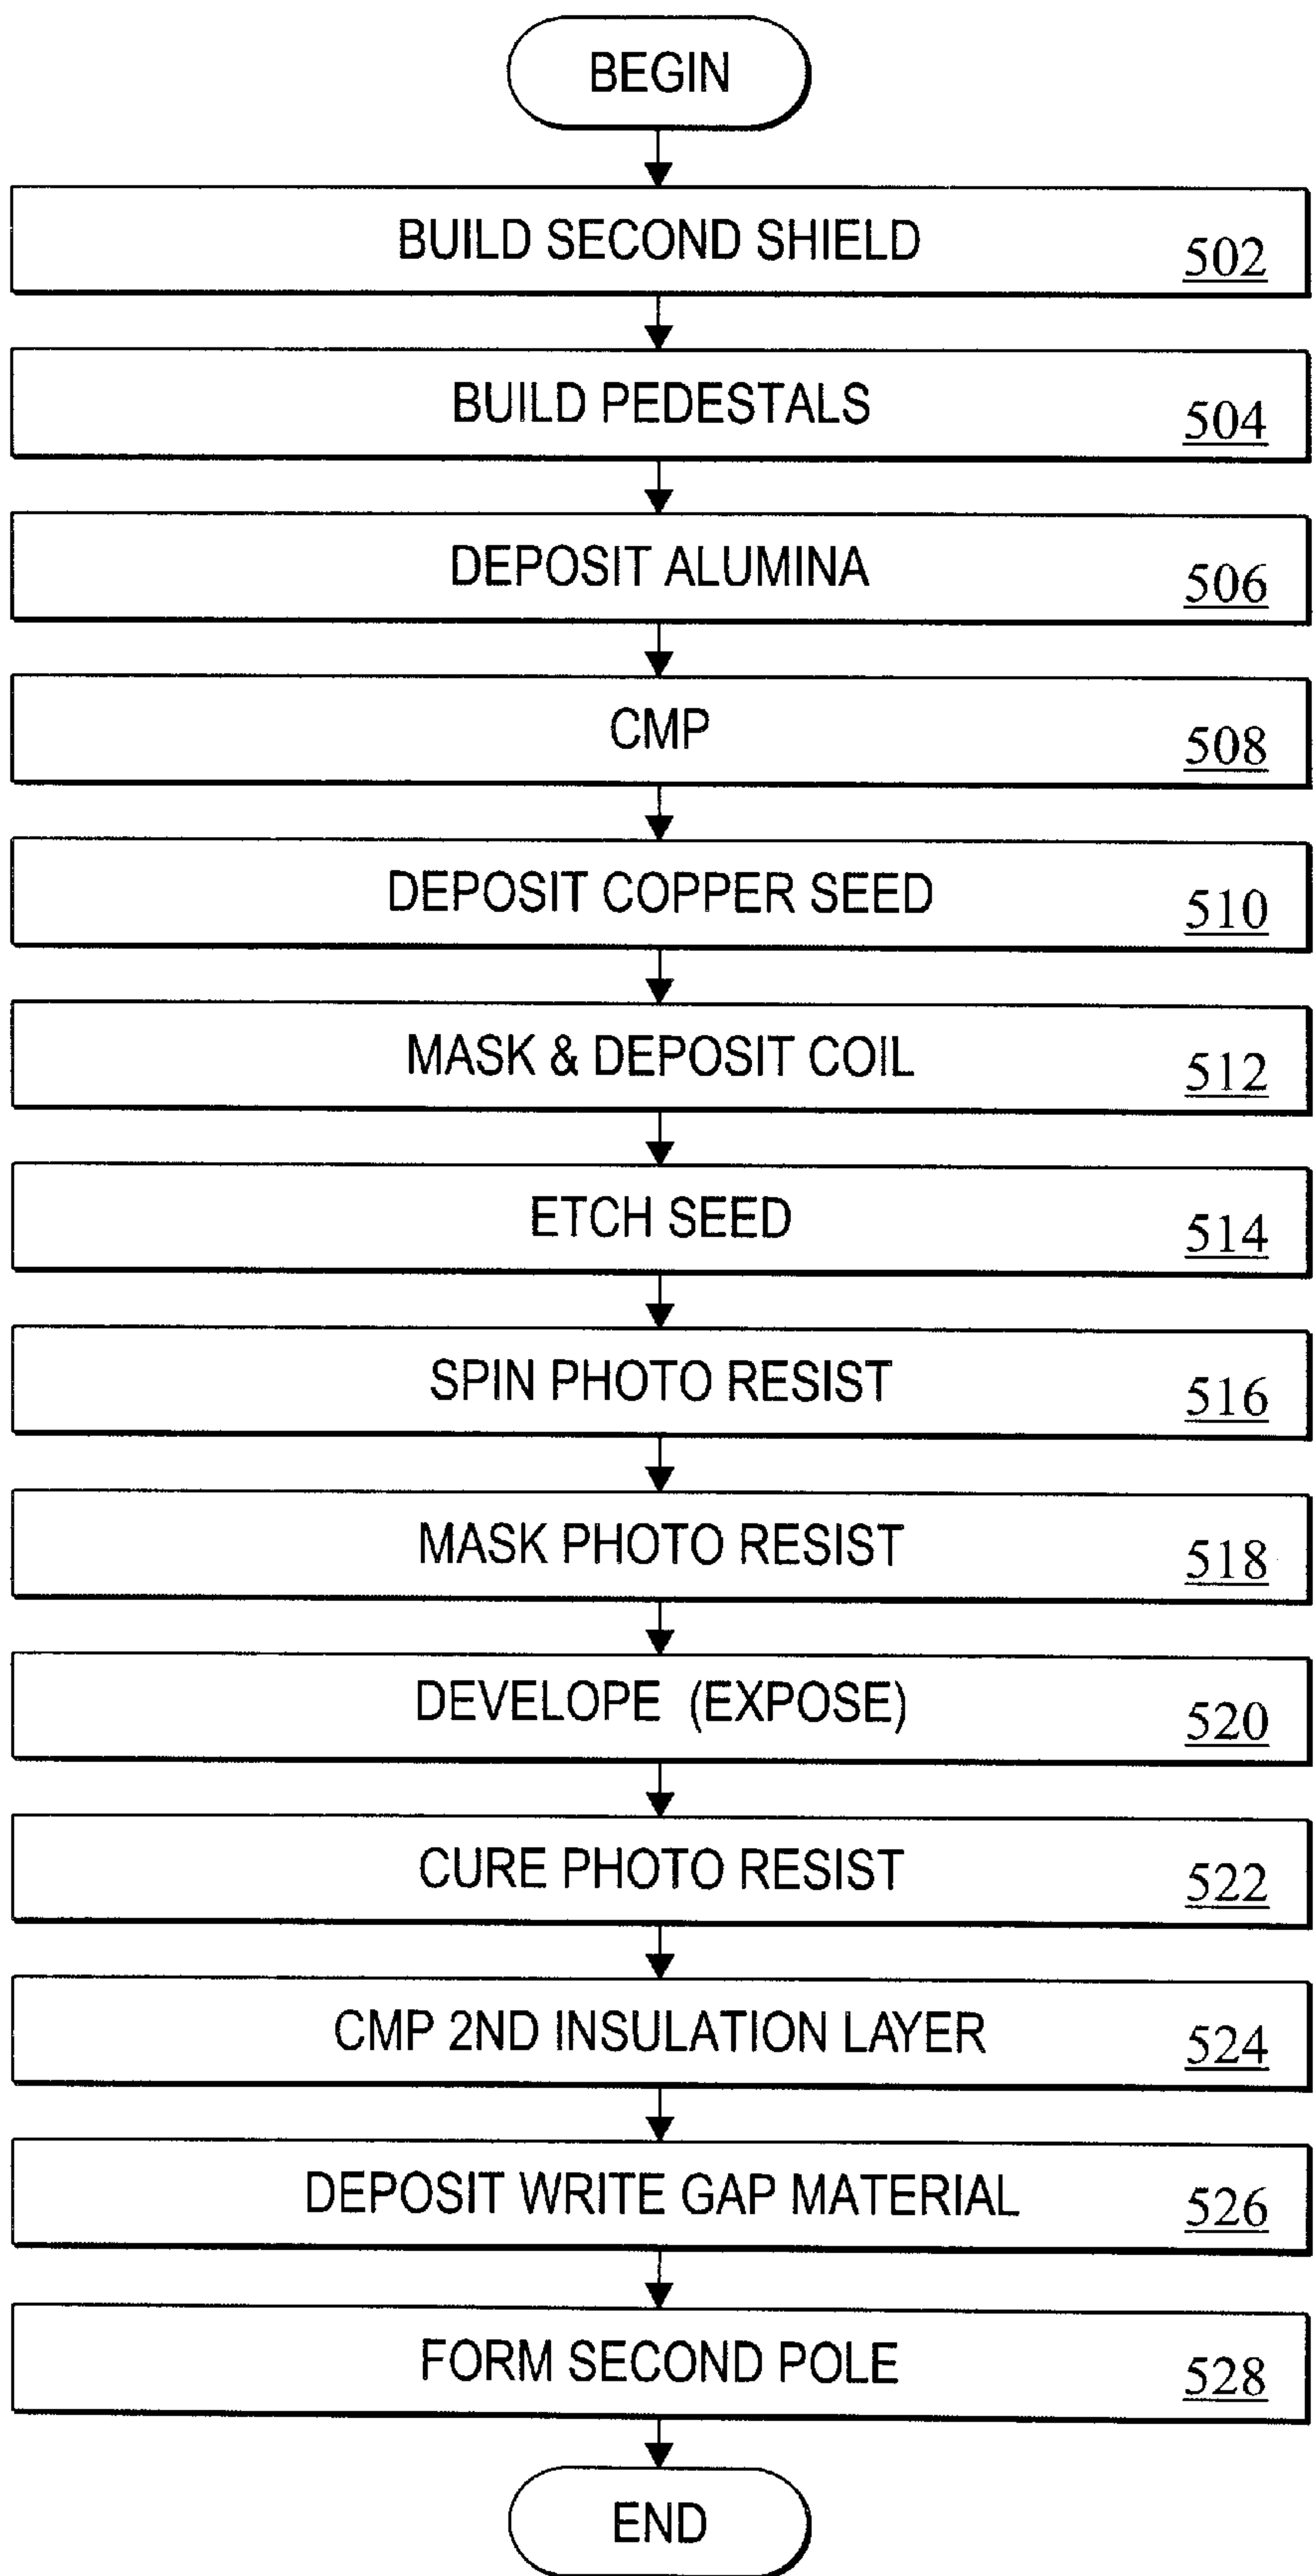 BEGIN
BUILD SECOND SHIELD 502
BUILD PEDESTALS 504
DEPOSIT ALUMINA 506
CMP 508
DEPOSIT COPPER SEED 510
MASK & DEPOSIT COIL 512
ETCH SEED 514
SPIN PHOTO RESIST 516
MASK PHOTO RESIST 518
DEVELOPE (EXPOSE) 520
CURE PHOTO RESIST 522
CMP 2ND INSULATION LAYER 524
DEPOSIT WRITE GAP MATERIAL 526
FORM SECOND POLE 528
END